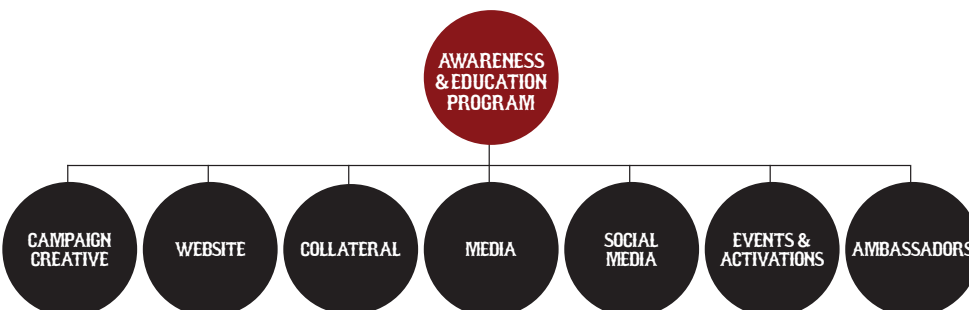 AWARENESS
& EDUCATION
PROGRAM
CAMPAIGN
CREATIVE
WEBSITE
COLLATERAL
MEDIA
SOCIAL
MEDIA
EVENTS &
ACTIVATIONS
AMBASSADORS